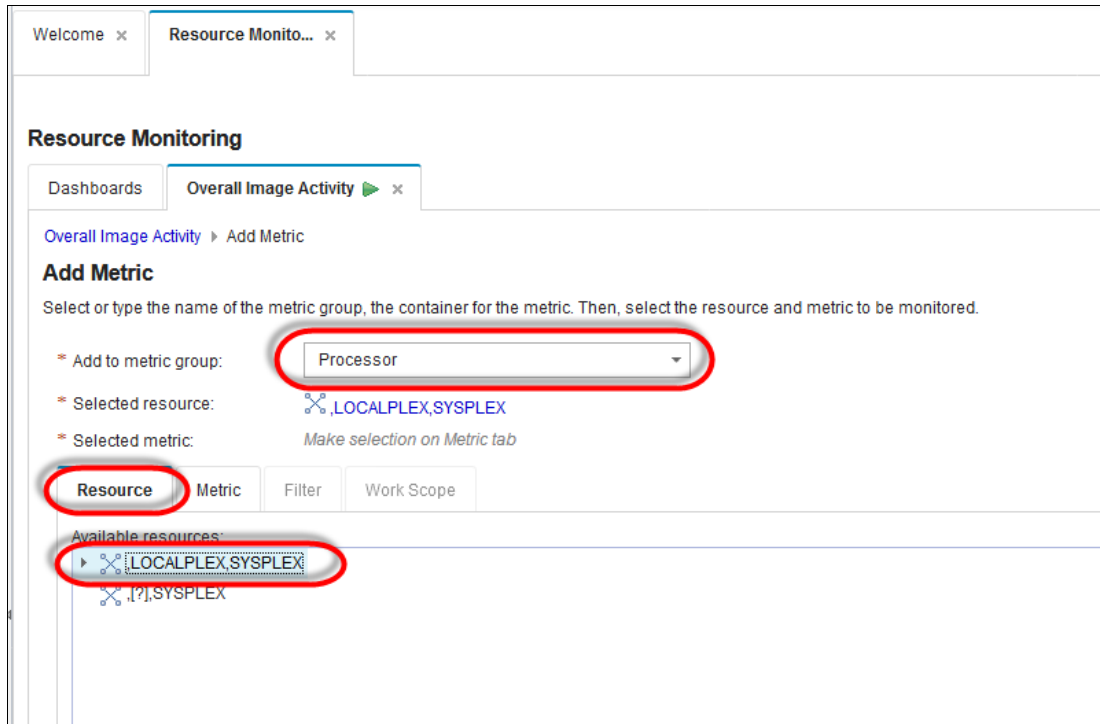 Welcome × Resource Monito... ×
Resource Monitoring
Dashboards Overall Image Activity ×
Overall Image Activity Add Metric
Add Metric
Select or type the name of the metric group, the container for the metric. Then, select the resource and metric to be monitored.
* Add to metric group: Processor
* Selected resource: ,LOCALPLEX,SYSPLEX
* Selected metric: Make selection on Metric tab
Resource Metric Filter Work Scope
Available resources:
,LOCALPLEX,SYSPLEX
,[?],SYSPLEX